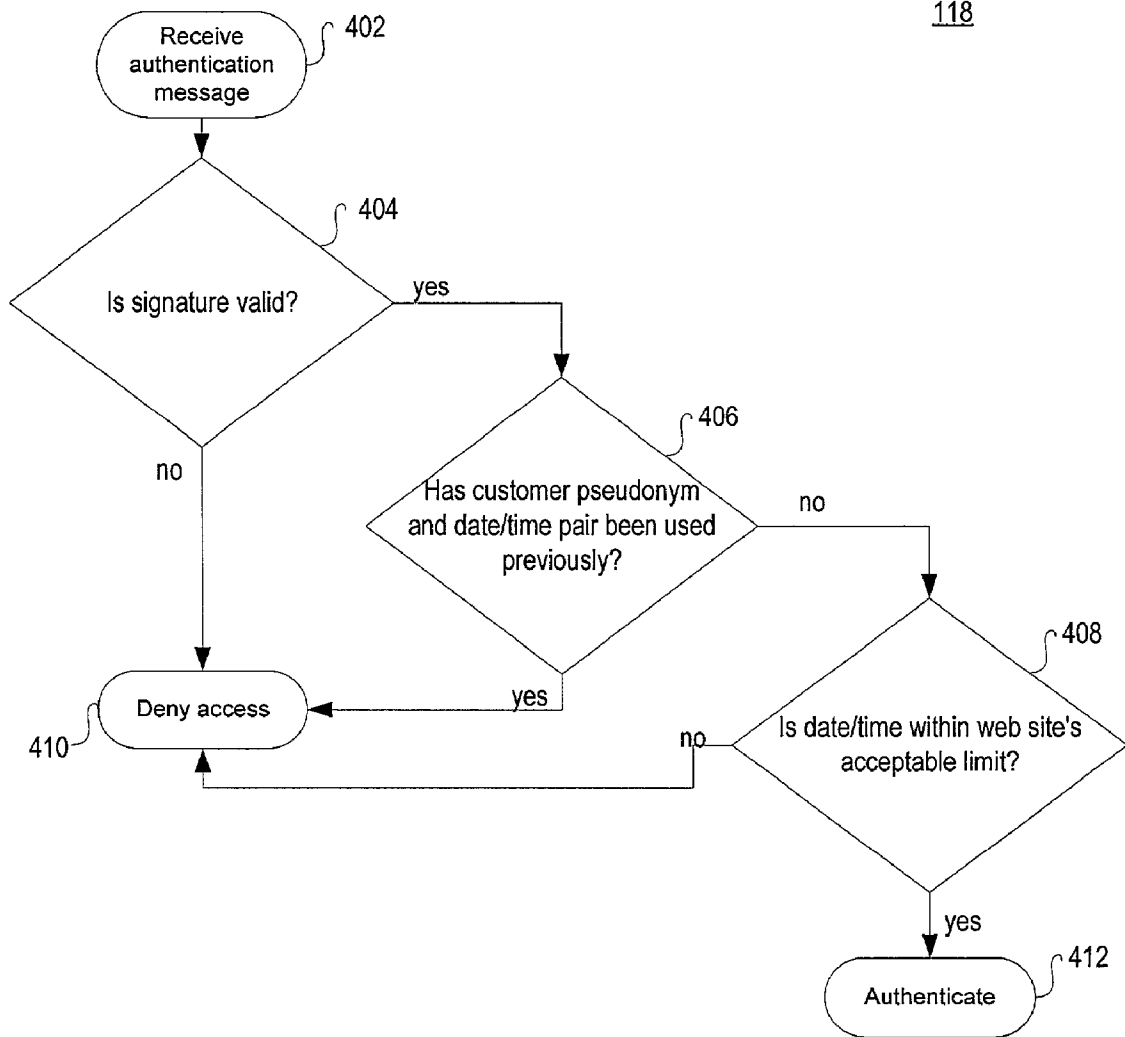 118
Receive
authentication
message
402
404
Is signature valid?
yes
no
406
Has customer pseudonym
and date/time pair been used
previously?
no
yes
408
Is date/time within web site's
acceptable limit?
no
Deny access
410
yes
Authenticate
412